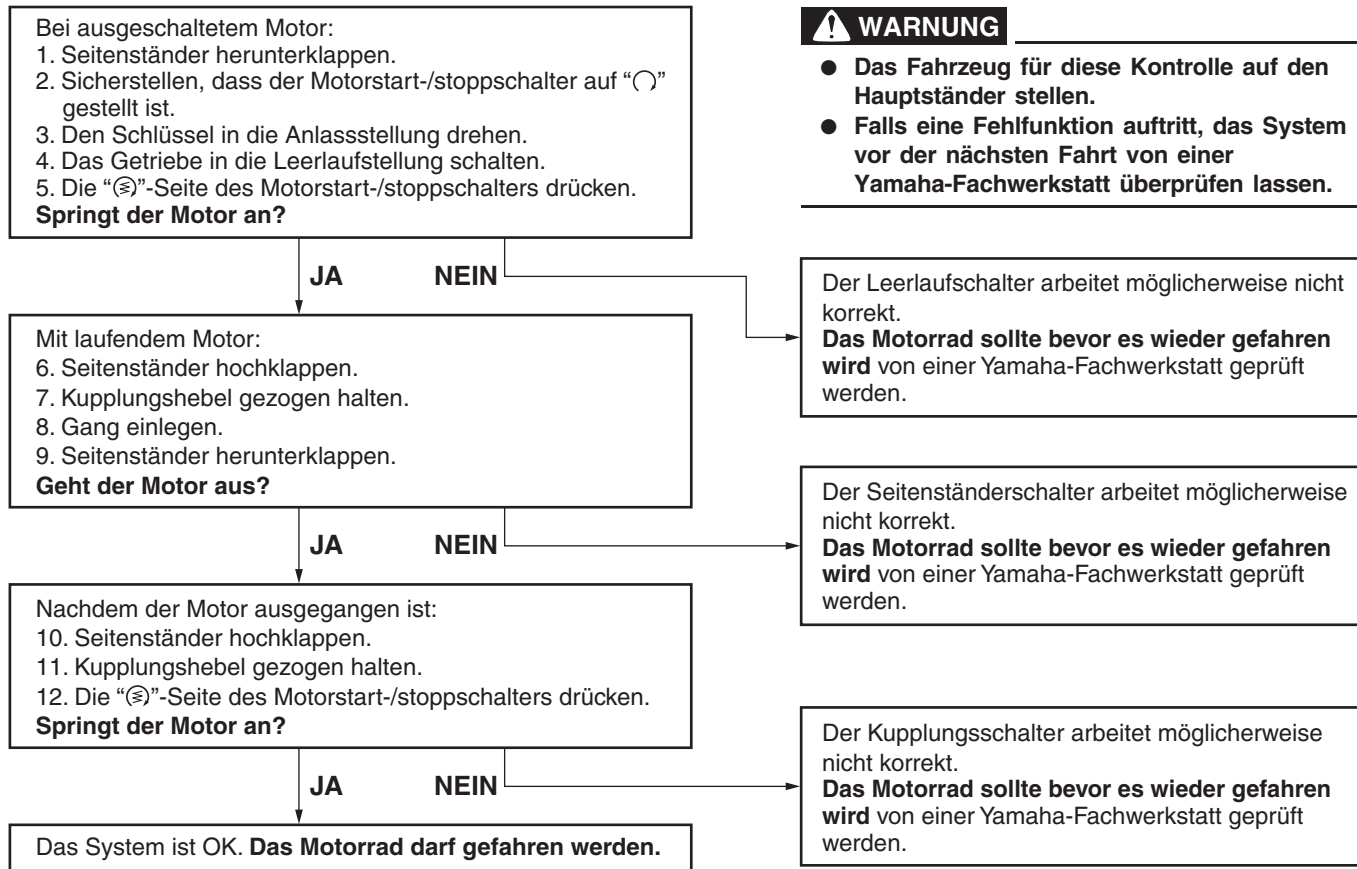 Bei ausgeschaltetem Motor:
1. Seitenständer herunterklappen.
2. Sicherstellen, dass der Motorstart-/stoppschalter auf “○”
gestellt ist.
3. Den Schlüssel in die Anlassstellung drehen.
4. Das Getriebe in die Leerlaufstellung schalten.
5. Die “”-Seite des Motorstart-/stoppschalters drücken.
Springt der Motor an?
WARNUNG
● Das Fahrzeug für diese Kontrolle auf den
Hauptständer stellen.
● Falls eine Fehlfunktion auftritt, das System
vor der nächsten Fahrt von einer
Yamaha-Fachwerkstatt überprüfen lassen.
JA NEIN
Der Leerlaufschalter arbeitet möglicherweise nicht
korrekt.
Das Motorrad sollte bevor es wieder gefahren
wird von einer Yamaha-Fachwerkstatt geprüft
werden.
Mit laufendem Motor:
6. Seitenständer hochklappen.
7. Kupplungshebel gezogen halten.
8. Gang einlegen.
9. Seitenständer herunterklappen.
Geht der Motor aus?
JA NEIN
Der Seitenständerschalter arbeitet möglicherweise
nicht korrekt.
Das Motorrad sollte bevor es wieder gefahren
wird von einer Yamaha-Fachwerkstatt geprüft
werden.
Nachdem der Motor ausgegangen ist:
10. Seitenständer hochklappen.
11. Kupplungshebel gezogen halten.
12. Die “”-Seite des Motorstart-/stoppschalters drücken.
Springt der Motor an?
JA NEIN
Der Kupplungsschalter arbeitet möglicherweise
nicht korrekt.
Das Motorrad sollte bevor es wieder gefahren
wird von einer Yamaha-Fachwerkstatt geprüft
werden.
Das System ist OK. Das Motorrad darf gefahren werden.